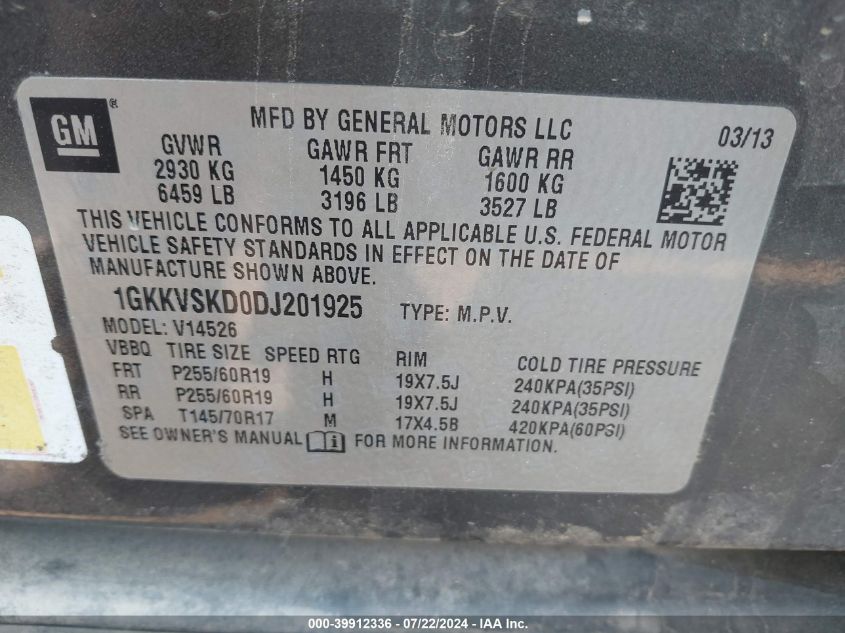 GM®
MFD BY GENERAL MOTORS LLC
03/13
GVWR GAWR FRT GAWR RR
2930 KG 1450 KG 1600 KG
6459 LB 3196 LB 3527 LB
THIS VEHICLE CONFORMS TO ALL APPLICABLE U.S. FEDERAL MOTOR
VEHICLE SAFETY STANDARDS IN EFFECT ON THE DATE OF
MANUFACTURE SHOWN ABOVE.
1GKKVSKD0DJ201925 TYPE: M.P.V.
MODEL: V14526
VBBQ TIRE SIZE SPEED RTG RIM COLD TIRE PRESSURE
FRT P255/60R19 H 19X7.5J 240KPA(35PSI)
RR P255/60R19 H 19X7.5J 240KPA(35PSI)
SPA T145/70R17 M 17X4.5B 420KPA(60PSI)
SEE OWNER'S MANUAL i FOR MORE INFORMATION.
000-39912336 - 07/22/2024 - IAA Inc.